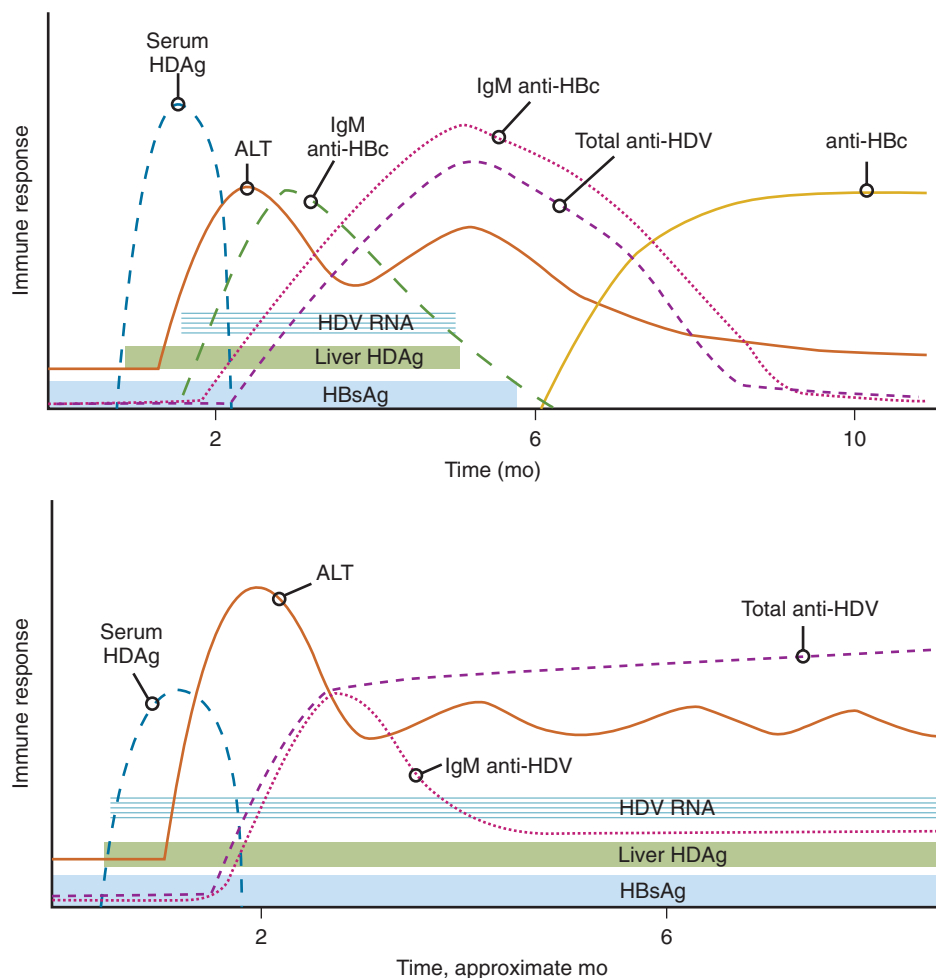 Serum
HDAg
ALT
IgM
anti-HBc
IgM anti-HBc
Total anti-HDV
anti-HBc
Immune response
HDV RNA
Liver HDAg
HBsAg
2
6
10
Time (mo)
ALT
Serum
HDAg
Total anti-HDV
IgM anti-HDV
Immune response
HDV RNA
Liver HDAg
HBsAg
2
6
Time, approximate mo